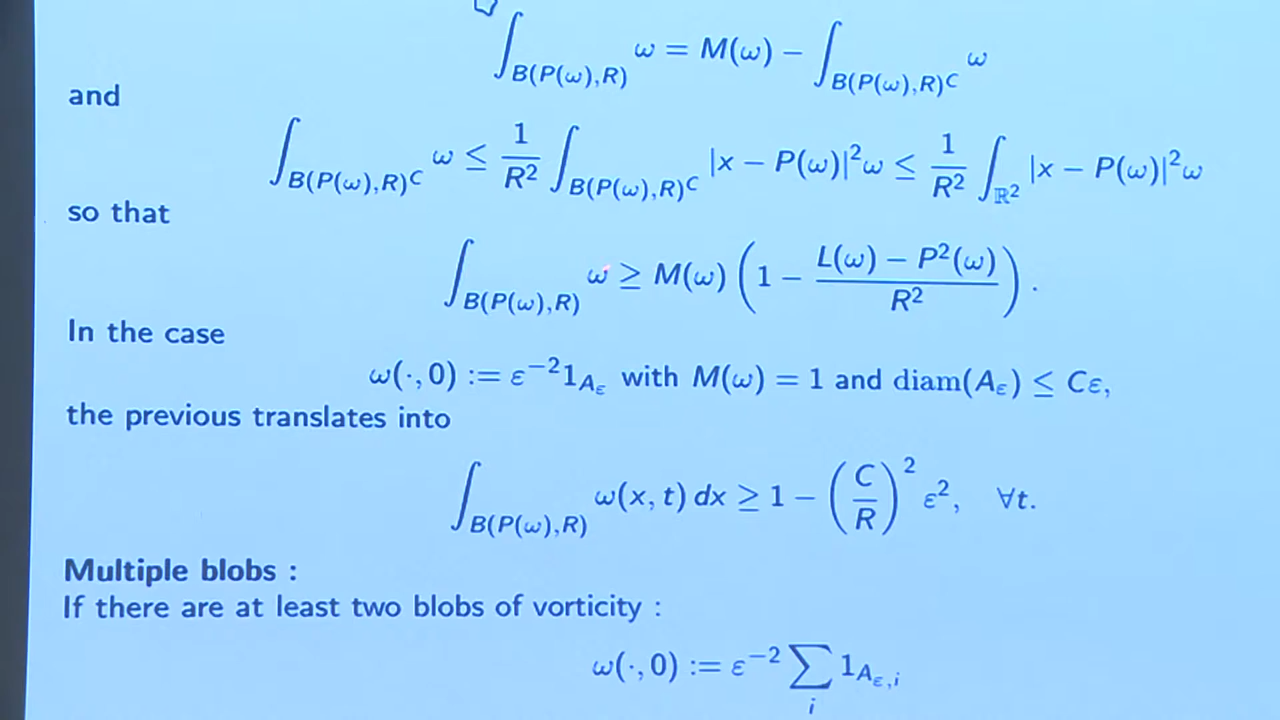 ∫_{B(P(ω),R)} ω = M(ω) − ∫_{B(P(ω),R)^C} ω
and
∫_{B(P(ω),R)^C} ω ≤ 1/R² ∫_{B(P(ω),R)^C} |x − P(ω)|²ω ≤ 1/R² ∫_{ℝ²} |x − P(ω)|²ω
so that
∫_{B(P(ω),R)} ω ≥ M(ω) (1 − (L(ω) − P²(ω))/R²) .
In the case
ω(·, 0) := ε⁻²1_{A_ε} with M(ω) = 1 and diam(A_ε) ≤ Cε,
the previous translates into
∫_{B(P(ω),R)} ω(x, t) dx ≥ 1 − (C/R)² ε², ∀t.
Multiple blobs :
If there are at least two blobs of vorticity :
ω(·, 0) := ε⁻² ∑_i 1_{A_{ε,i}}